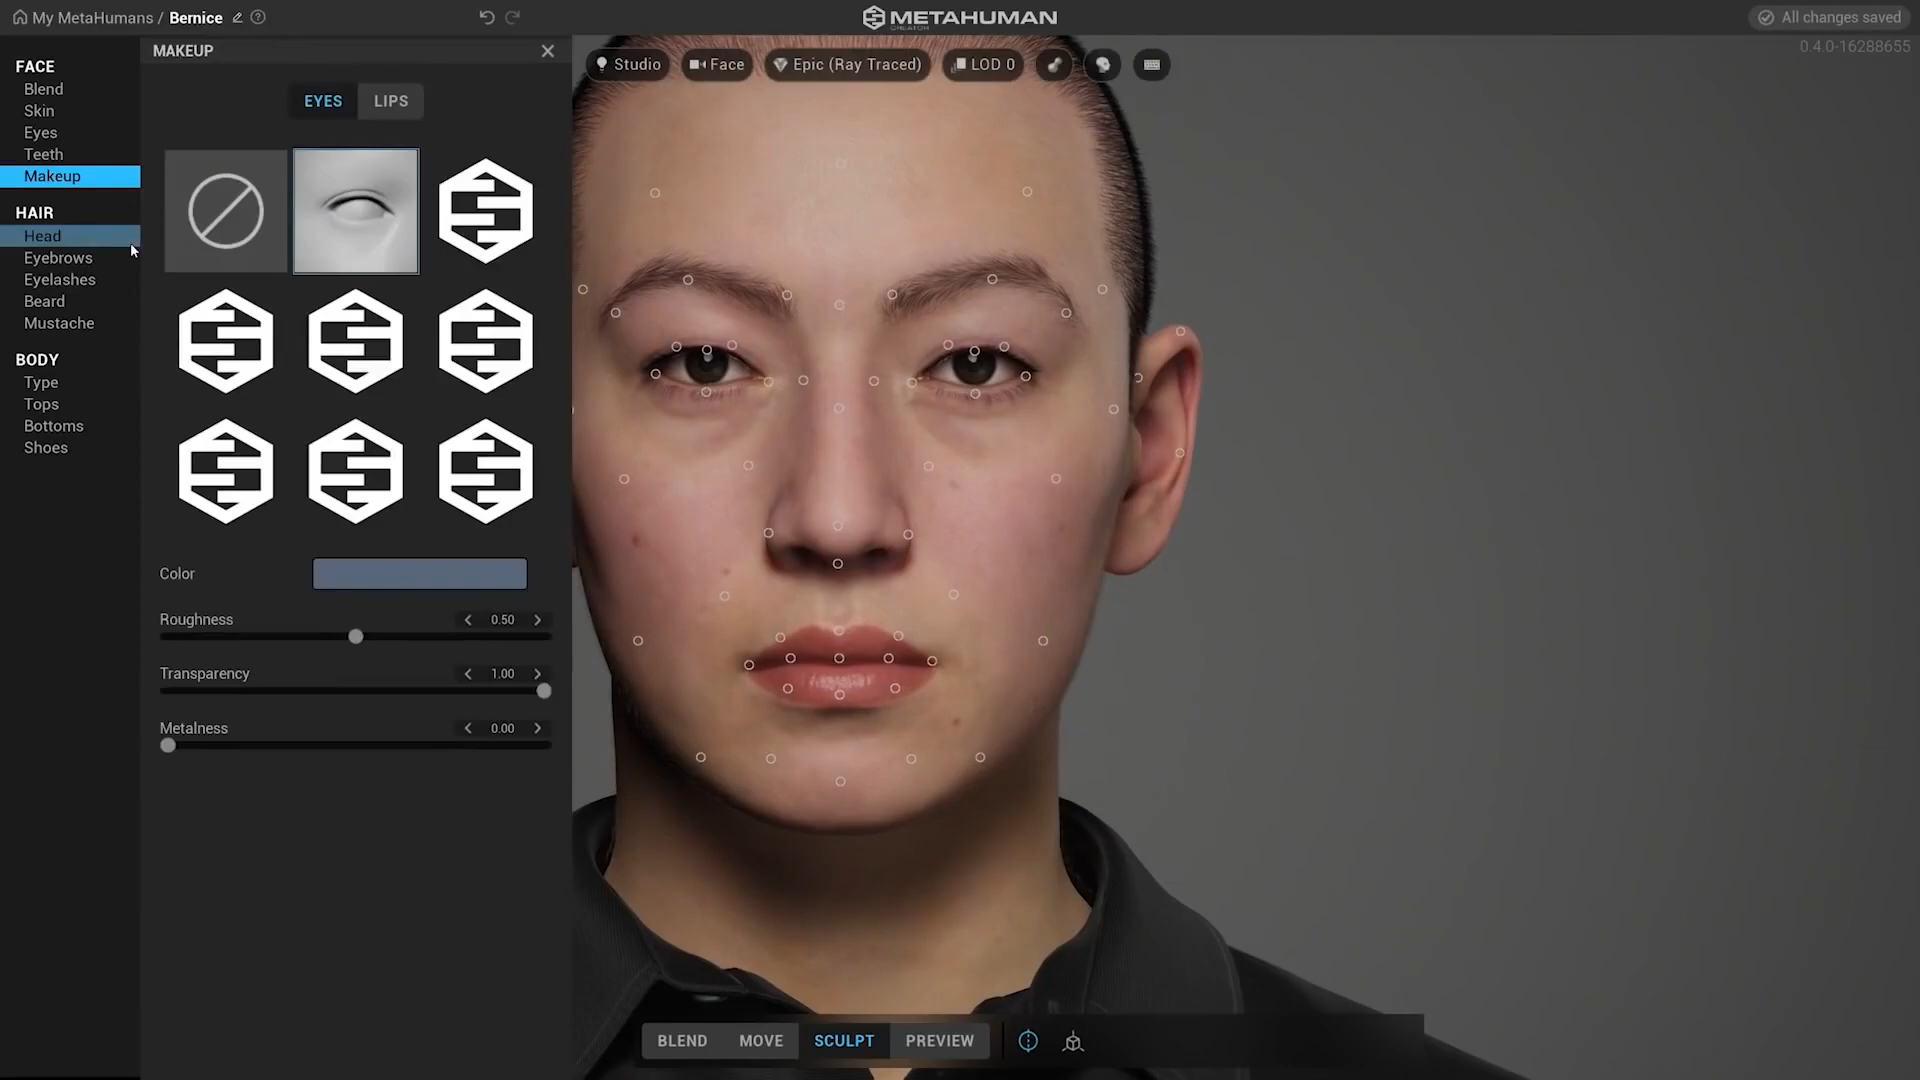 My MetaHumans / Bernice
METAHUMAN
CREATOR
All changes saved
0.4.0-16288655
FACE
Blend
Skin
Eyes
Teeth
Makeup
HAIR
Head
Eyebrows
Eyelashes
Beard
Mustache
BODY
Type
Tops
Bottoms
Shoes
MAKEUP
EYES LIPS
Color
Roughness 0.50
Transparency 1.00
Metalness 0.00
Studio Face Epic (Ray Traced) LOD 0
BLEND MOVE SCULPT PREVIEW